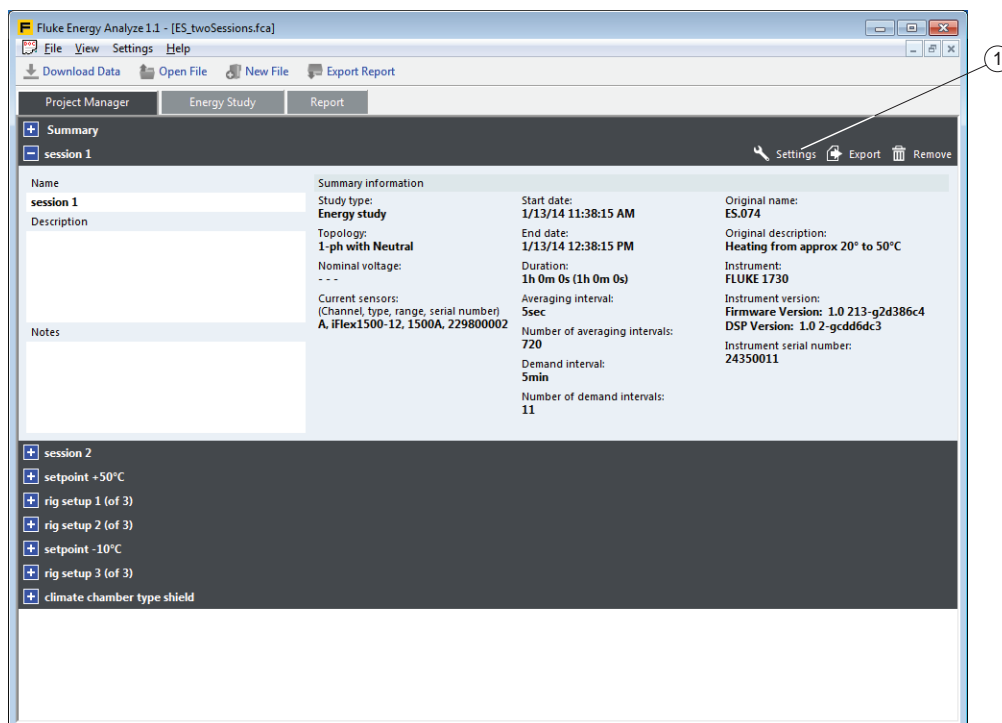 Fluke Energy Analyze 1.1 - [ES_twoSessions.fca]
File View Settings Help
Download Data Open File New File Export Report
1
Project Manager Energy Study Report
Summary
session 1 Settings Export Remove
Name
session 1
Description
Notes
Summary information
Study type:
Energy study
Topology:
1-ph with Neutral
Nominal voltage:
- - -
Current sensors:
(Channel, type, range, serial number)
A, iFlex1500-12, 1500A, 229800002
Start date:
1/13/14 11:38:15 AM
End date:
1/13/14 12:38:15 PM
Duration:
1h 0m 0s (1h 0m 0s)
Averaging interval:
5sec
Number of averaging intervals:
720
Demand interval:
5min
Number of demand intervals:
11
Original name:
ES.074
Original description:
Heating from approx 20° to 50°C
Instrument:
FLUKE 1730
Instrument version:
Firmware Version: 1.0 213-g2d386c4
DSP Version: 1.0 2-gcdd6dc3
Instrument serial number:
24350011
session 2
setpoint +50°C
rig setup 1 (of 3)
rig setup 2 (of 3)
setpoint -10°C
rig setup 3 (of 3)
climate chamber type shield